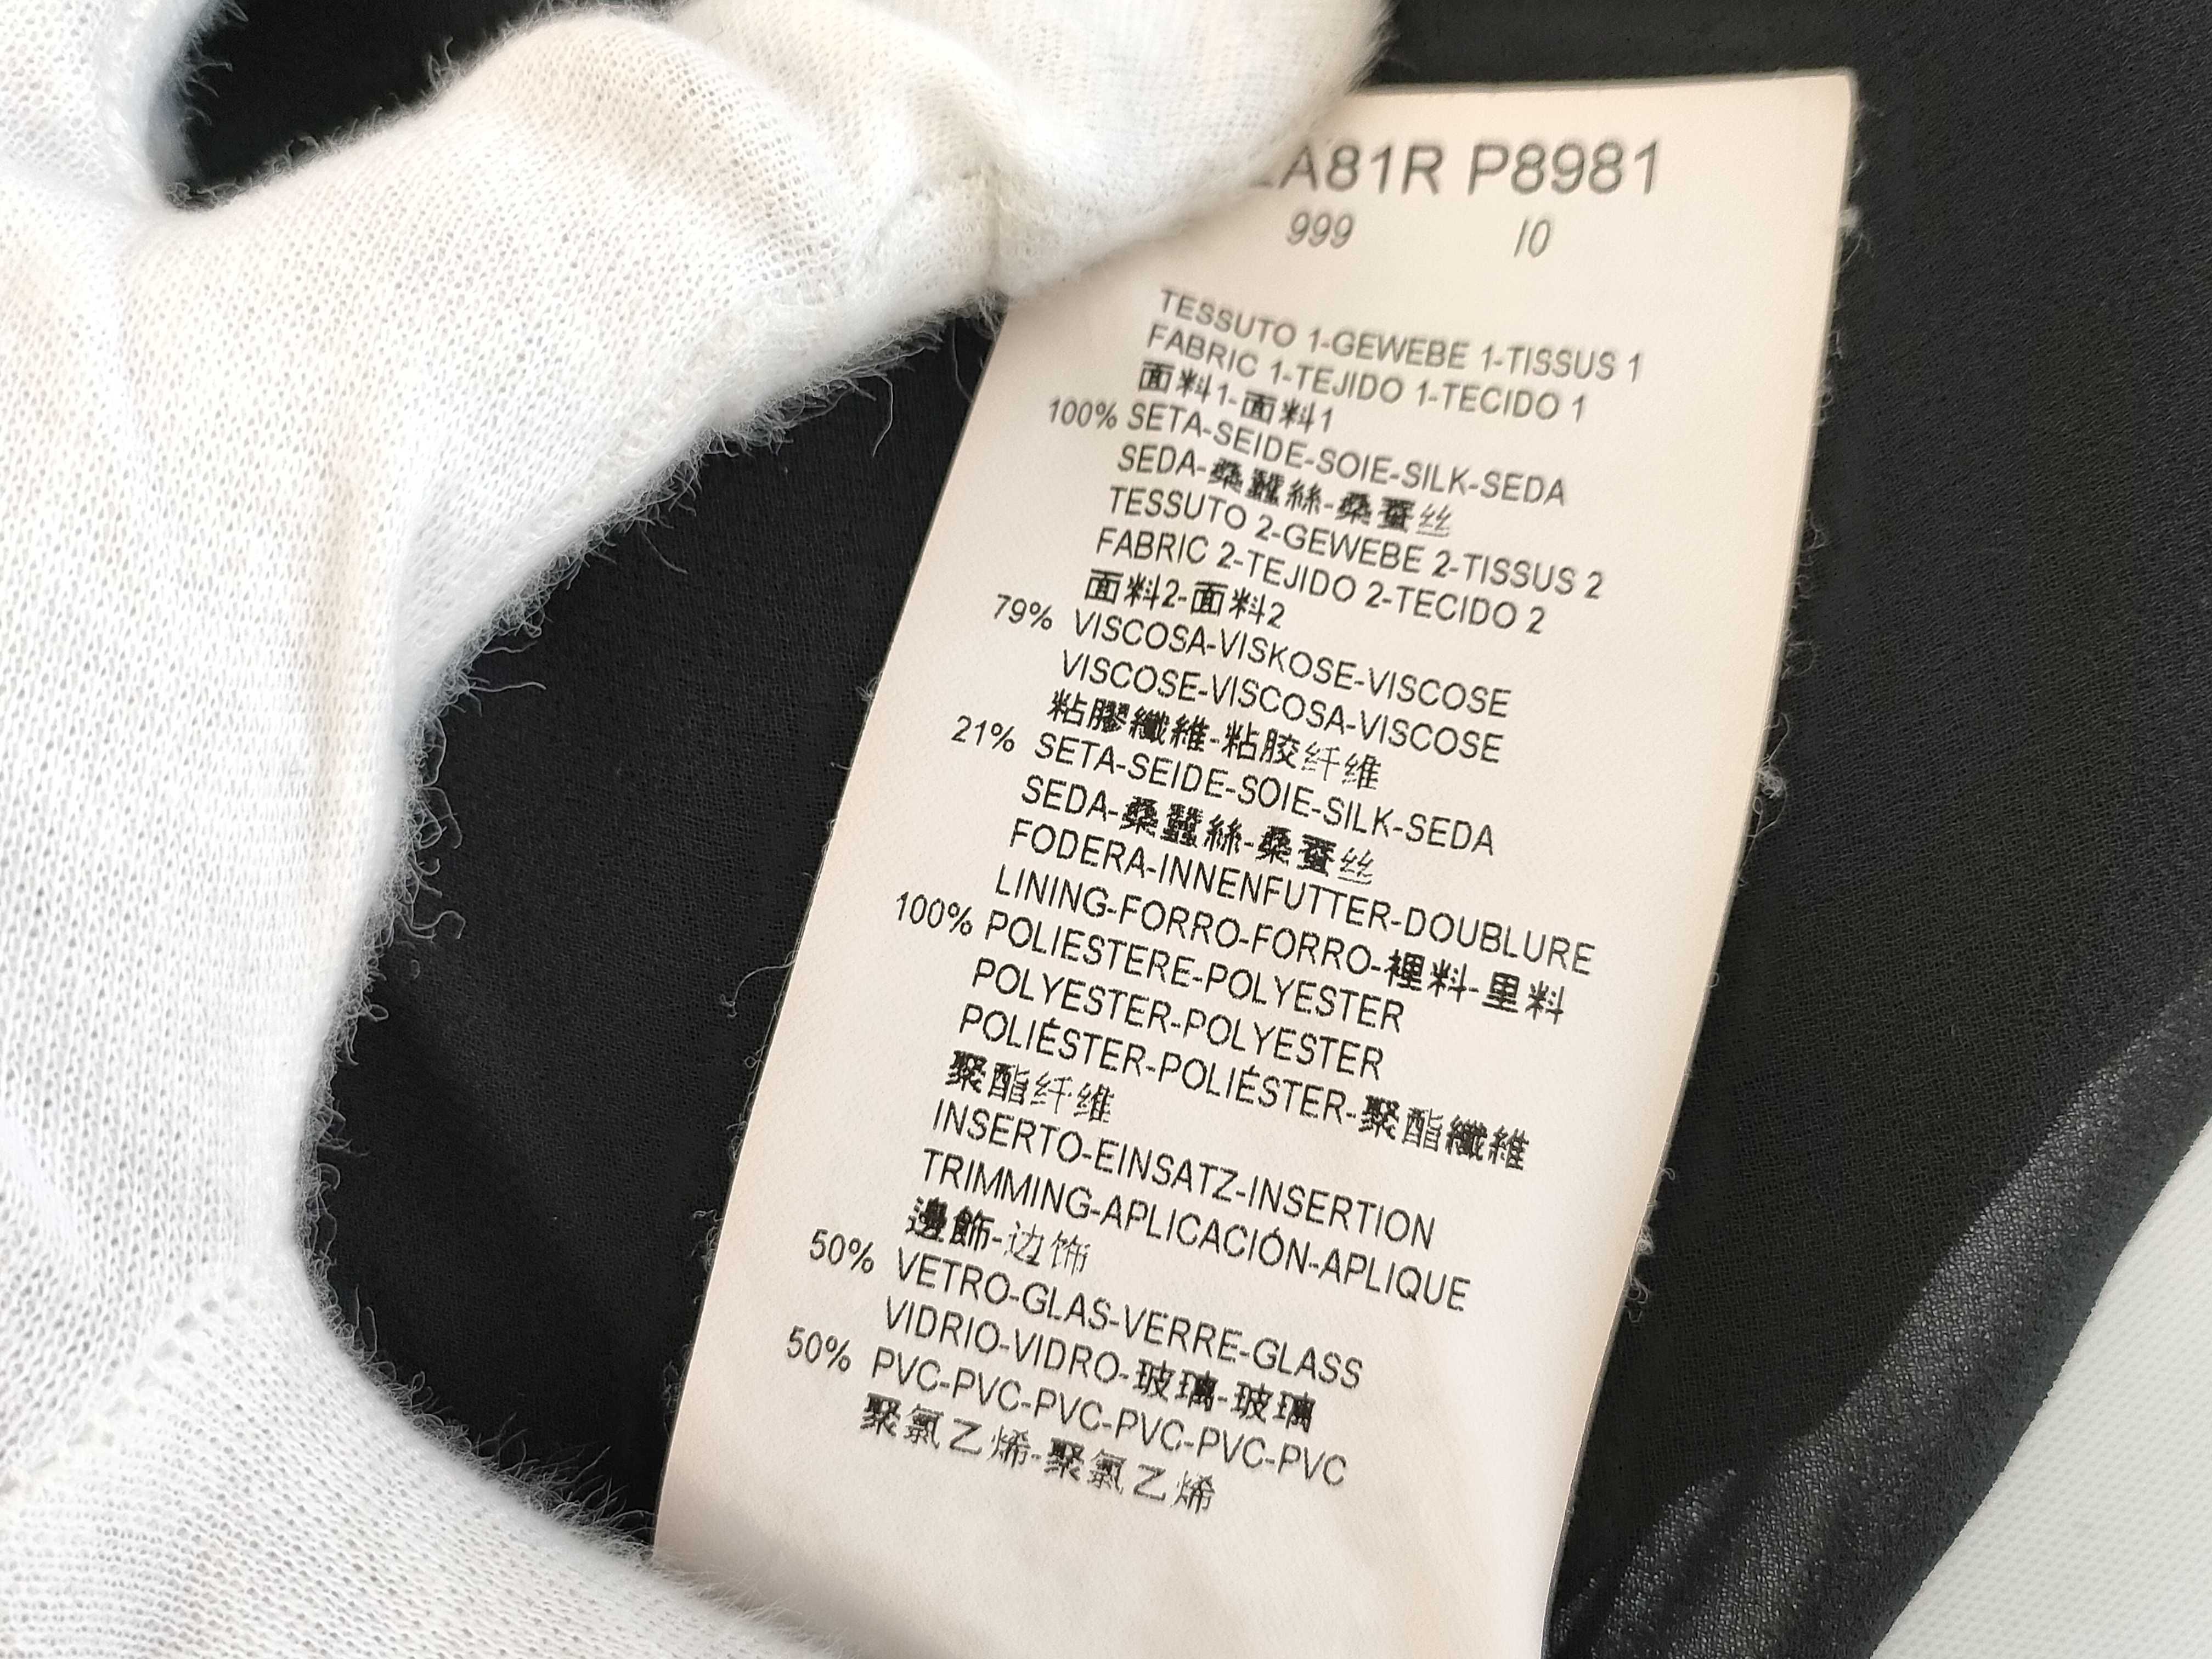 P8981
999 10
TESSUTO 1-GEWEBE 1-TISSUS 1
FABRIC 1-TEJIDO 1-TECIDO 1
面料1-面料1
100% SETA-SEIDE-SOIE-SILK-SEDA
SEDA-桑蠶絲-桑蚕丝
TESSUTO 2-GEWEBE 2-TISSUS 2
FABRIC 2-TEJIDO 2-TECIDO 2
面料2-面料2
79% VISCOSA-VISKOSE-VISCOSE
VISCOSE-VISCOSA-VISCOSE
粘膠纖維-粘胶纤维
21% SETA-SEIDE-SOIE-SILK-SEDA
SEDA-桑蠶絲-桑蚕丝
FODERA-INNENFUTTER-DOUBLURE
LINING-FORRO-FORRO-裡料-里料
100% POLIESTERE-POLYESTER
POLYESTER-POLYESTER
POLIÉSTER-POLIÉSTER-聚酯纖維
聚酯纤维
INSERTO-EINSATZ-INSERTION
TRIMMING-APLICACIÓN-APLIQUE
邊飾-边饰
50% VETRO-GLAS-VERRE-GLASS
VIDRIO-VIDRO-玻璃-玻璃
50% PVC-PVC-PVC-PVC-PVC-PVC
聚氯乙烯-聚氯乙烯